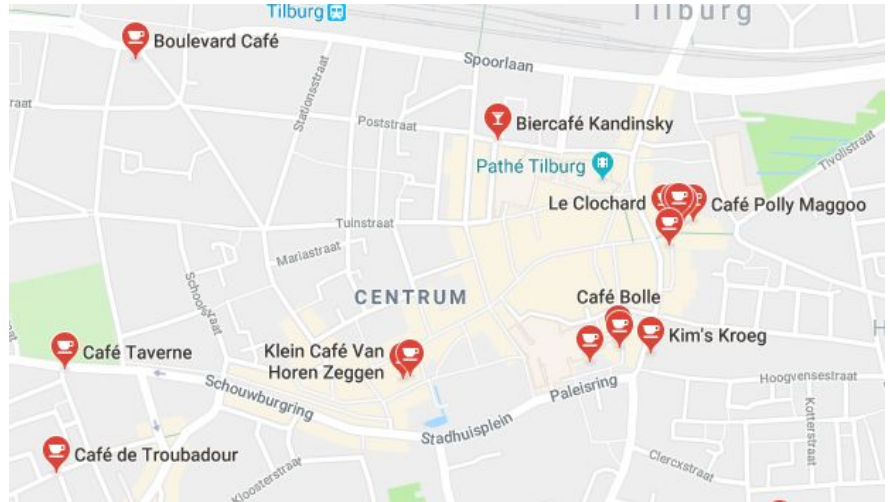 Tilburg
Tilburg
Boulevard Café
Spoorlaan
Stationsstraat
raat
Poststraat
Biercafé Kandinsky
Pathé Tilburg
Tivolistraat
Le Clochard
Café Polly Maggoo
Tuinstraat
Mariastraat
CENTRUM
Café Bolle
Kim's Kroeg
Klein Café Van
Horen Zeggen
Café Taverne
Hoogvensestraat
Schouwburgring
Paleisring
Kotterstraat
Stadhuisplein
Café de Troubadour
Clercxstraat
Kloosterstraat
H